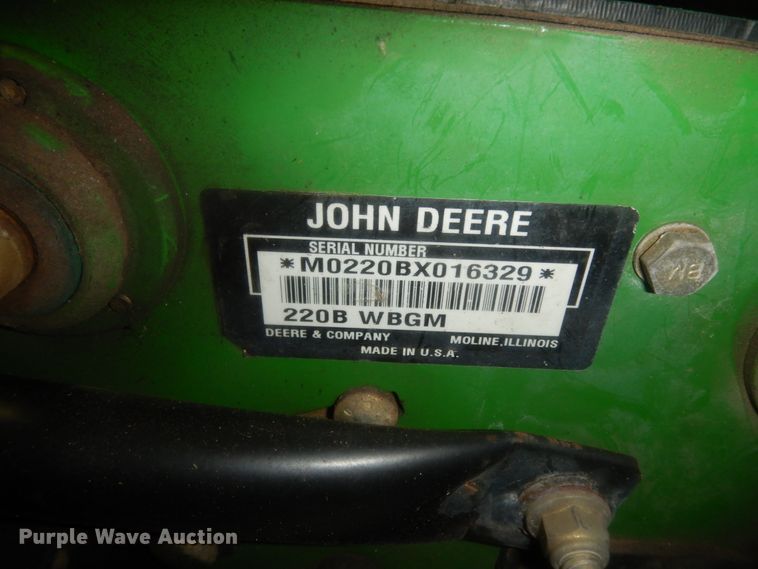 JOHN DEERE
SERIAL NUMBER
*M0220BX016329*
220B WBGM
DEERE & COMPANY MOLINE, ILLINOIS
MADE IN U.S.A.
Purple Wave Auction®